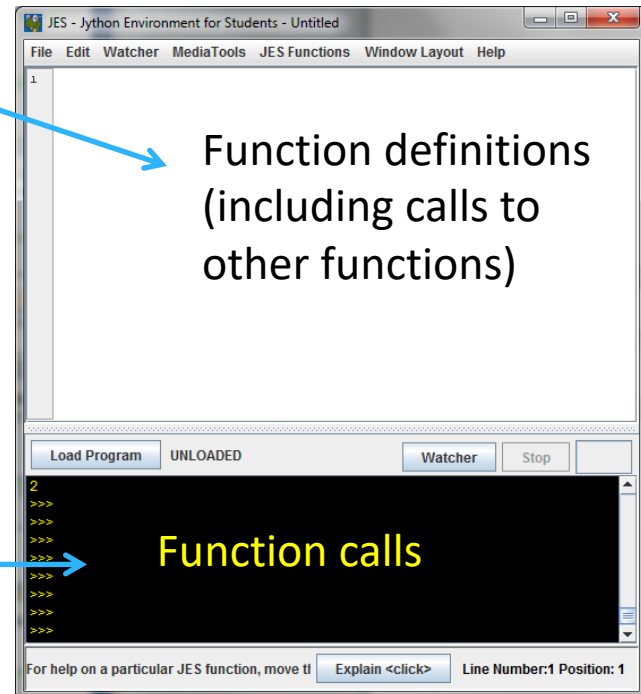 JES - Jython Environment for Students - Untitled
File Edit Watcher MediaTools JES Functions Window Layout Help
1
Function definitions
(including calls to
other functions)
Load Program UNLOADED Watcher Stop
2
>>>
>>>
>>>
>>>
>>>
>>>
>>>
>>>
Function calls
For help on a particular JES function, move tl Explain <click> Line Number:1 Position: 1